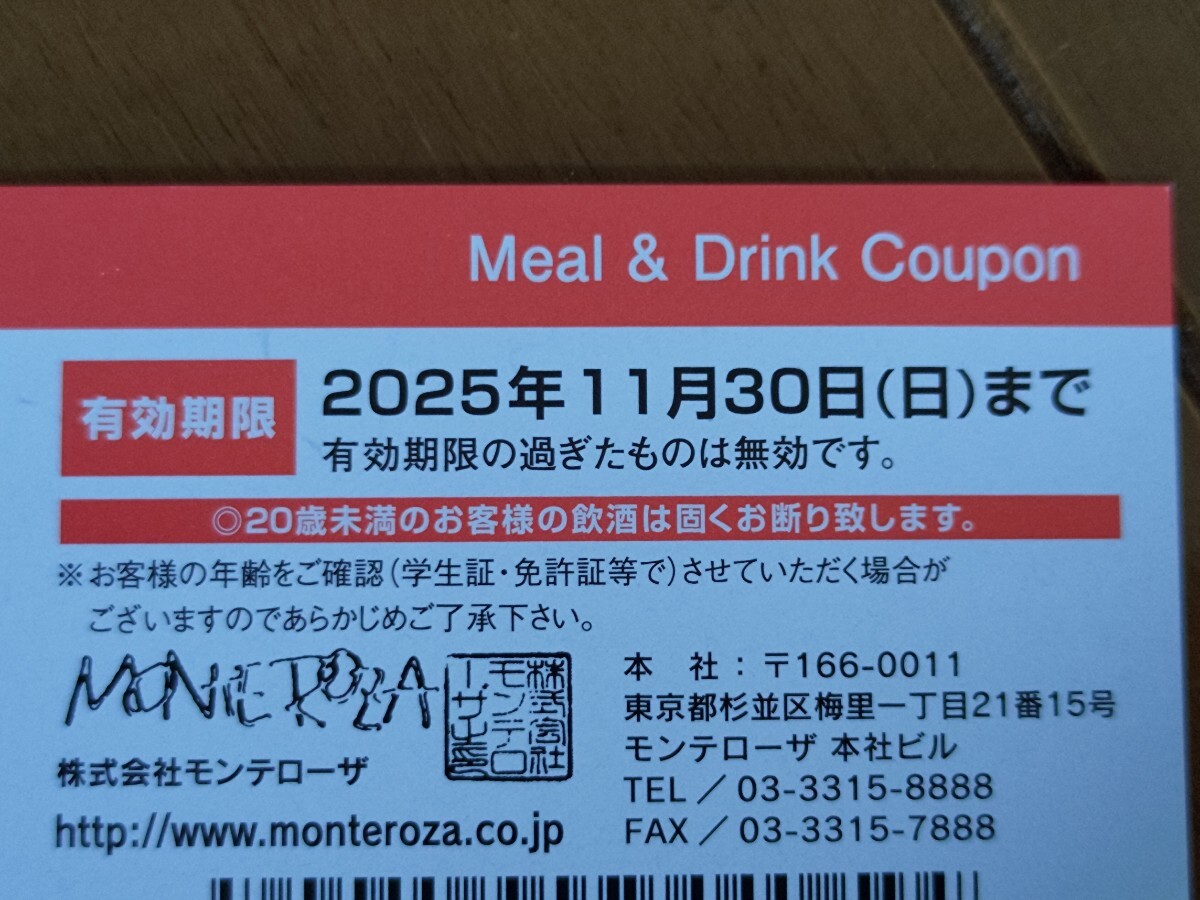 Meal & Drink Coupon
有効期限
2025年11月30日(日)まで
有効期限の過ぎたものは無効です。
◎20歳未満のお客様の飲酒は固くお断り致します。
※お客様の年齢をご確認(学生証・免許証等で)させていただく場合が
ございますのであらかじめご了承下さい。
MONTEROZA
株式会社モンテローザ
http://www.monteroza.co.jp
本 社：〒166-0011
東京都杉並区梅里一丁目21番15号
モンテローザ 本社ビル
TEL／03-3315-8888
FAX／03-3315-7888